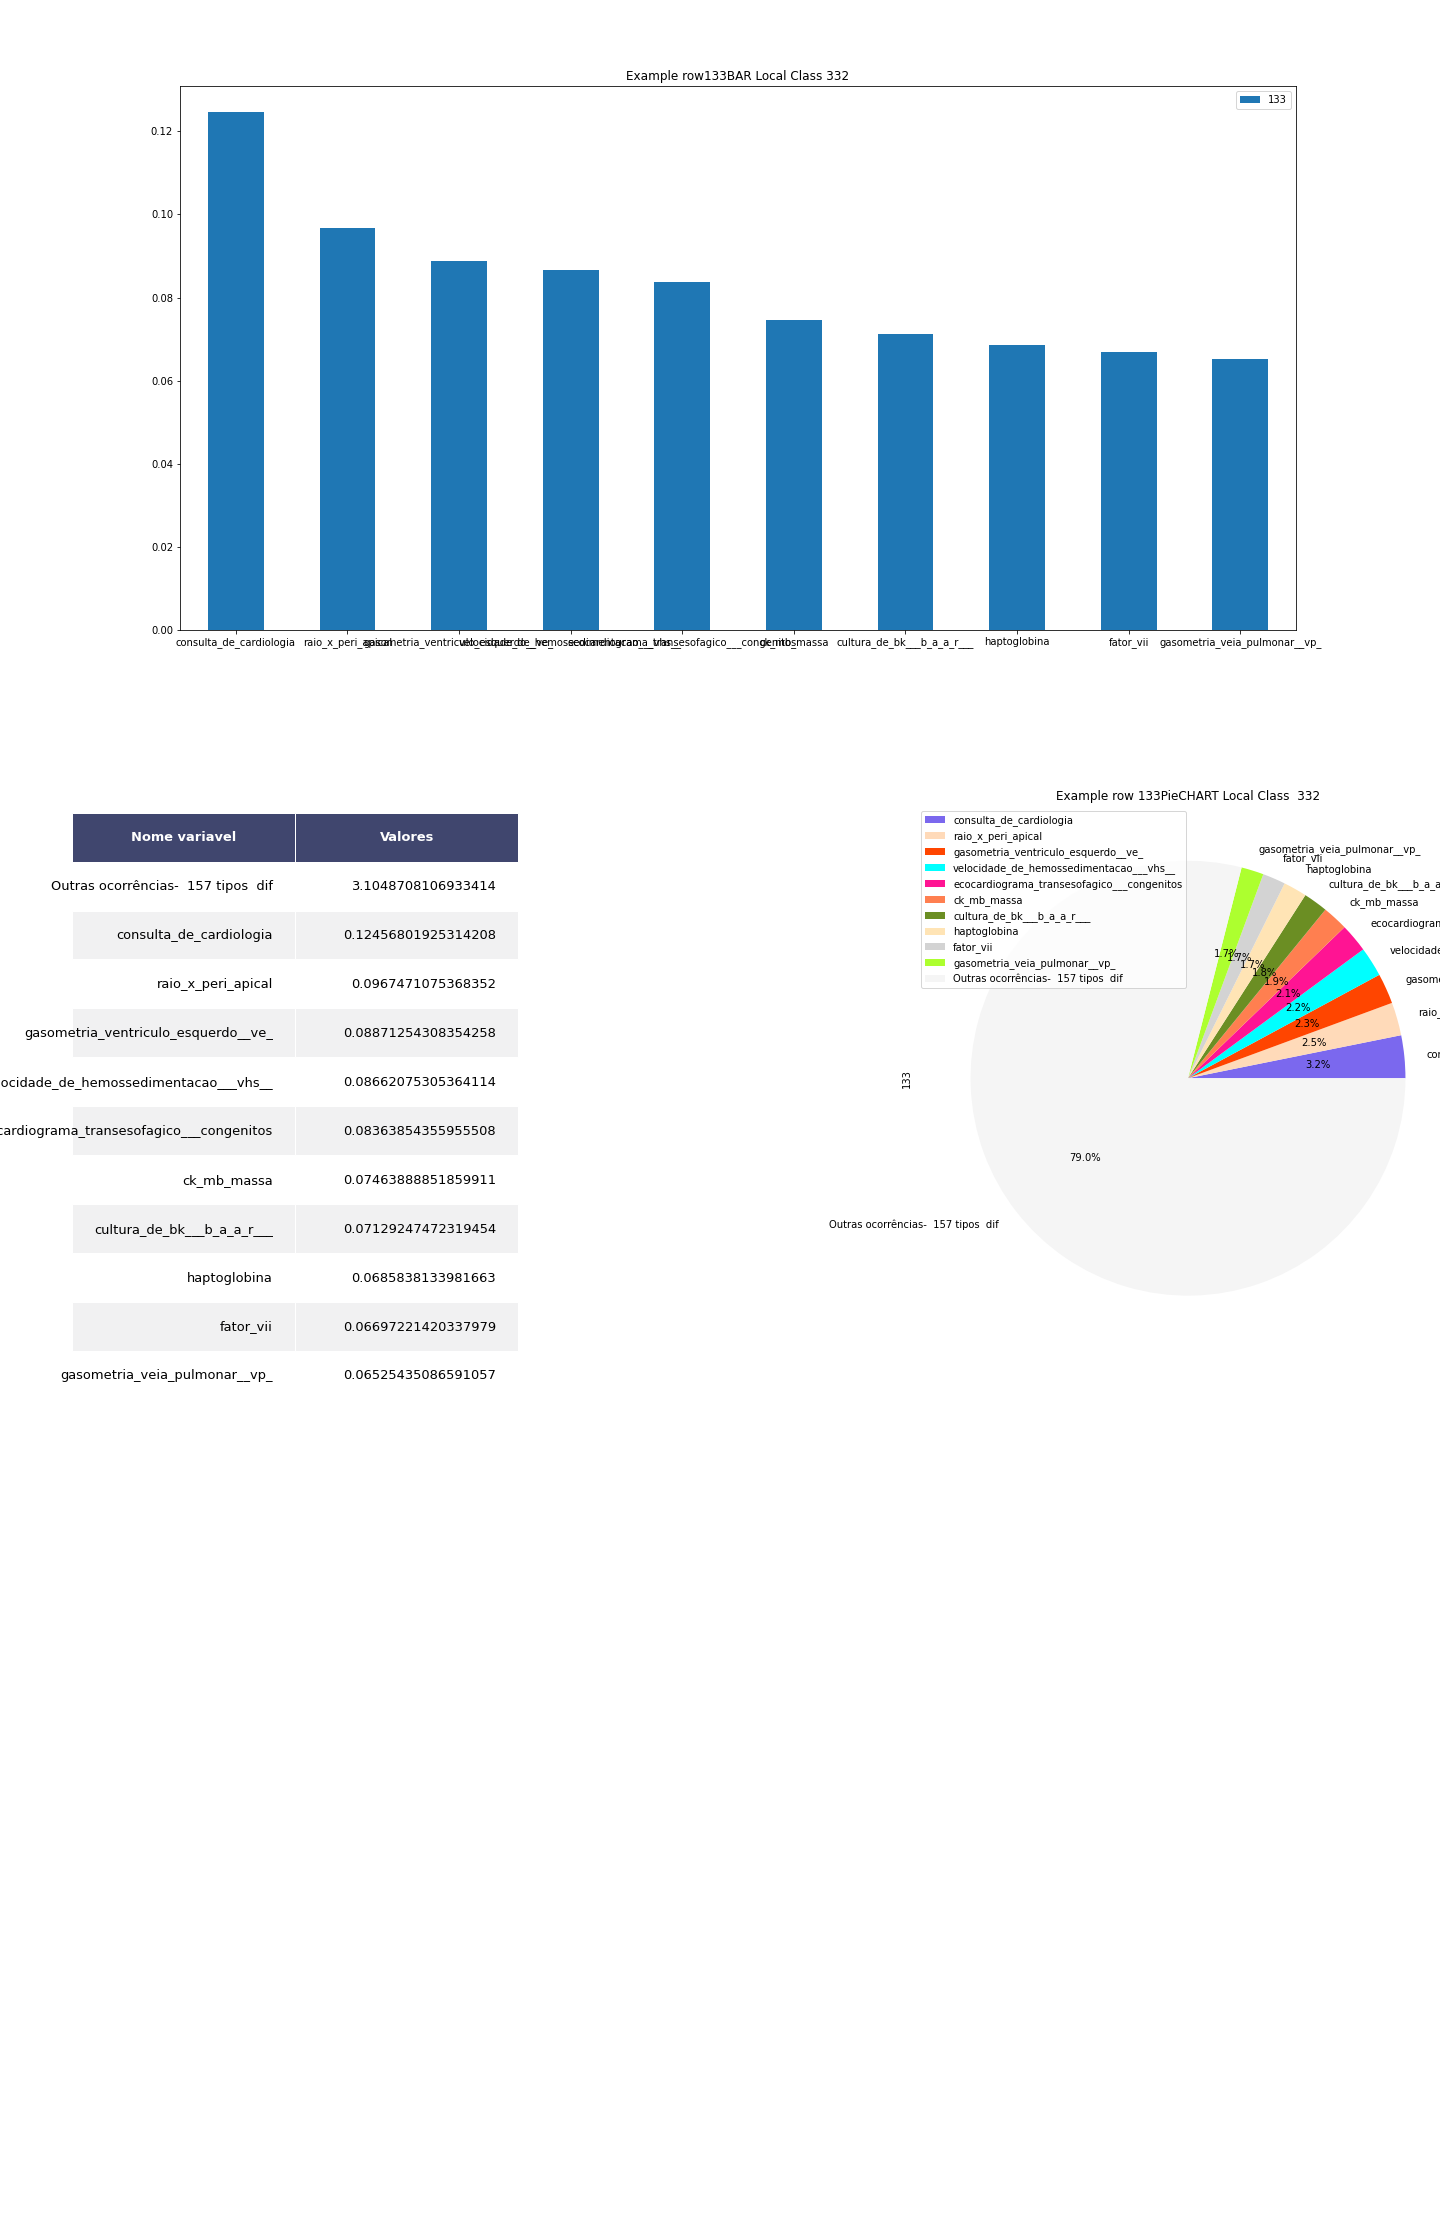 Example row133BAR Local Class 332
133
0.12
0.10
0.08
0.06
0.04
0.02
0.00
consulta_de_cardiologia raio_x_peri_apical gasometria_ventriculo_esquerdo__ve_ velocidade_de_hemossedimentacao___vhs__ ecocardiograma_transesofagico___congenitos ck_mb_massa cultura_de_bk___b_a_a_r___ haptoglobina fator_vii gasometria_veia_pulmonar__vp_
Nome variavel Valores
Outras ocorrências- 157 tipos dif 3.1048708106933414
consulta_de_cardiologia 0.12456801925314208
raio_x_peri_apical 0.0967471075368352
gasometria_ventriculo_esquerdo__ve_ 0.08871254308354258
ocidade_de_hemossedimentacao___vhs__ 0.08662075305364114
cardiograma_transesofagico___congenitos 0.08363854355955508
ck_mb_massa 0.07463888851859911
cultura_de_bk___b_a_a_r___ 0.07129247472319454
haptoglobina 0.0685838133981663
fator_vii 0.06697221420337979
gasometria_veia_pulmonar__vp_ 0.06525435086591057
Example row 133PieCHART Local Class 332
consulta_de_cardiologia
raio_x_peri_apical
gasometria_ventriculo_esquerdo__ve_
velocidade_de_hemossedimentacao___vhs__
ecocardiograma_transesofagico___congenitos
ck_mb_massa
cultura_de_bk___b_a_a_r___
haptoglobina
fator_vii
gasometria_veia_pulmonar__vp_
Outras ocorrências- 157 tipos dif
gasometria_veia_pulmonar__vp_
fator_vii
haptoglobina
cultura_de_bk___b_a_a
ck_mb_massa
ecocardiogram
velocidade
gasome
raio_
con
1.7%
1.7%
1.7%
1.8%
1.9%
2.1%
2.2%
2.3%
2.5%
3.2%
133
79.0%
Outras ocorrências- 157 tipos dif